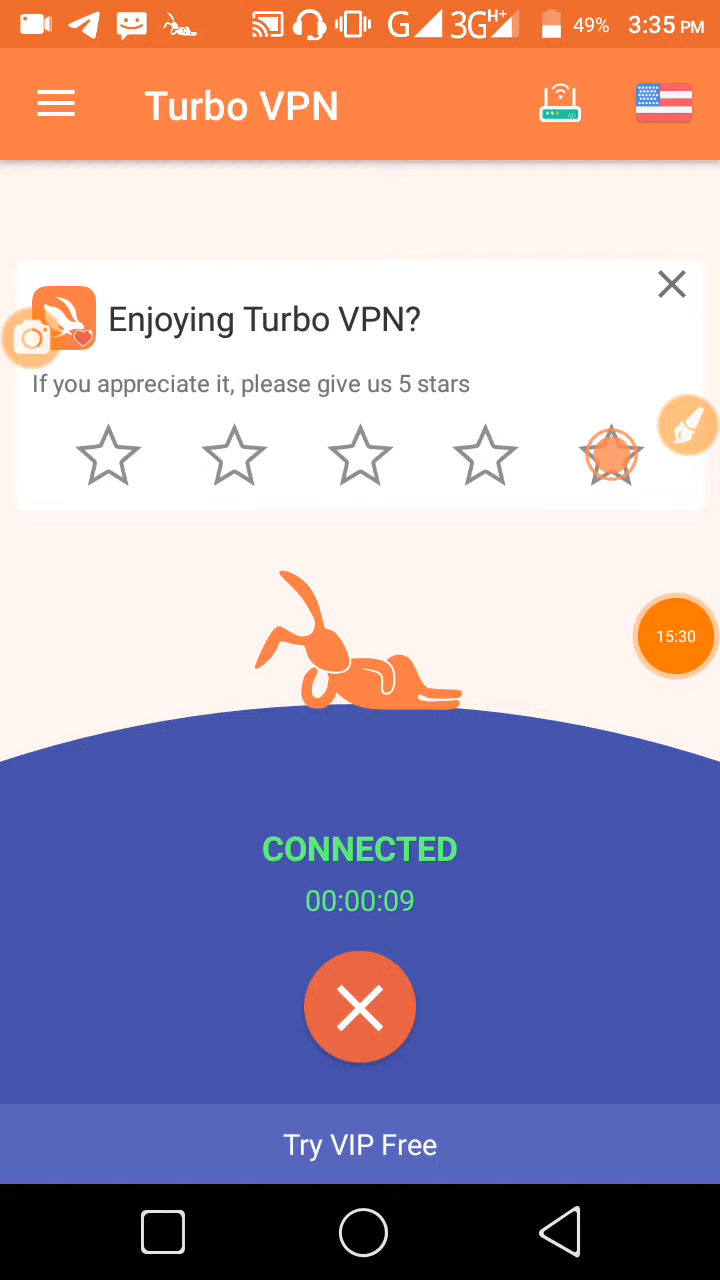 G 3G H+ 49% 3:35 PM
Turbo VPN
AD
Enjoying Turbo VPN?
If you appreciate it, please give us 5 stars
15:30
CONNECTED
00:00:09
Try VIP Free